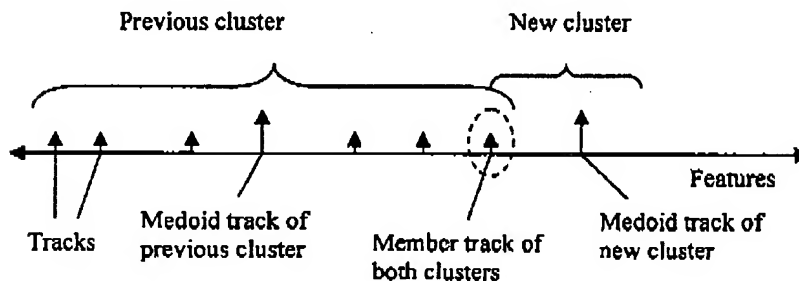 Previous cluster
New cluster
Features
Tracks
Medoid track of
previous cluster
Member track of
both clusters
Medoid track of
new cluster